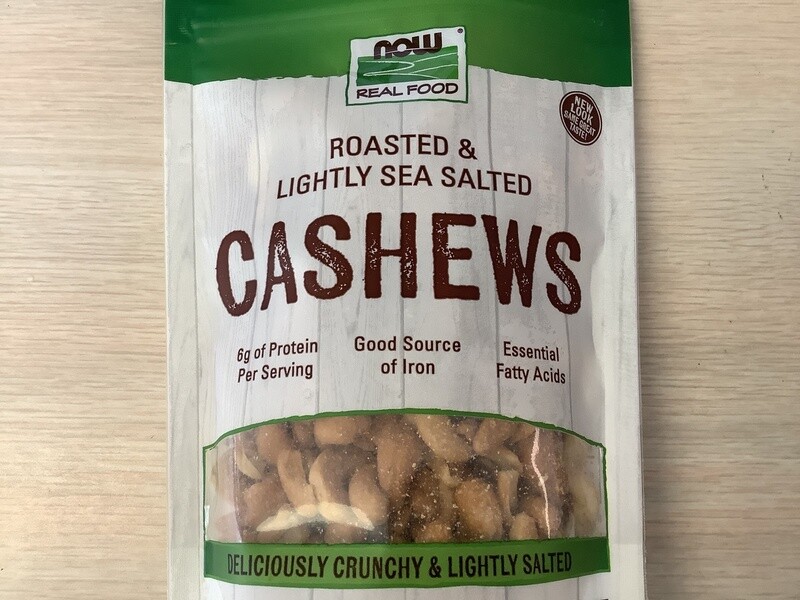 now
REAL FOOD
NEW
LOOK
SAME GREAT
TASTE!
ROASTED &
LIGHTLY SEA SALTED
CASHEWS
6g of Protein
Per Serving
Good Source
of Iron
Essential
Fatty Acids
DELICIOUSLY CRUNCHY & LIGHTLY SALTED